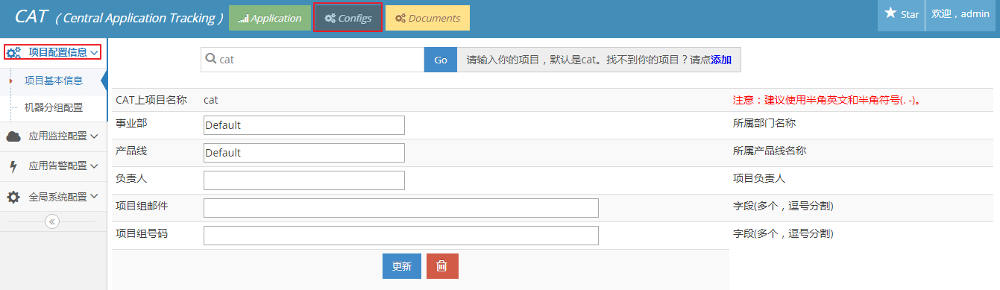 CAT ( Central Application Tracking ) Application Configs Documents Star 欢迎，admin
项目配置信息
项目基本信息
机器分组配置
应用监控配置
应用告警配置
全局系统配置
cat Go 请输入你的项目，默认是cat。找不到你的项目？请点添加
CAT上项目名称 cat 注意：建议使用半角英文和半角符号(. -)。
事业部 Default 所属部门名称
产品线 Default 所属产品线名称
负责人 项目负责人
项目组邮件 字段(多个，逗号分割)
项目组号码 字段(多个，逗号分割)
更新